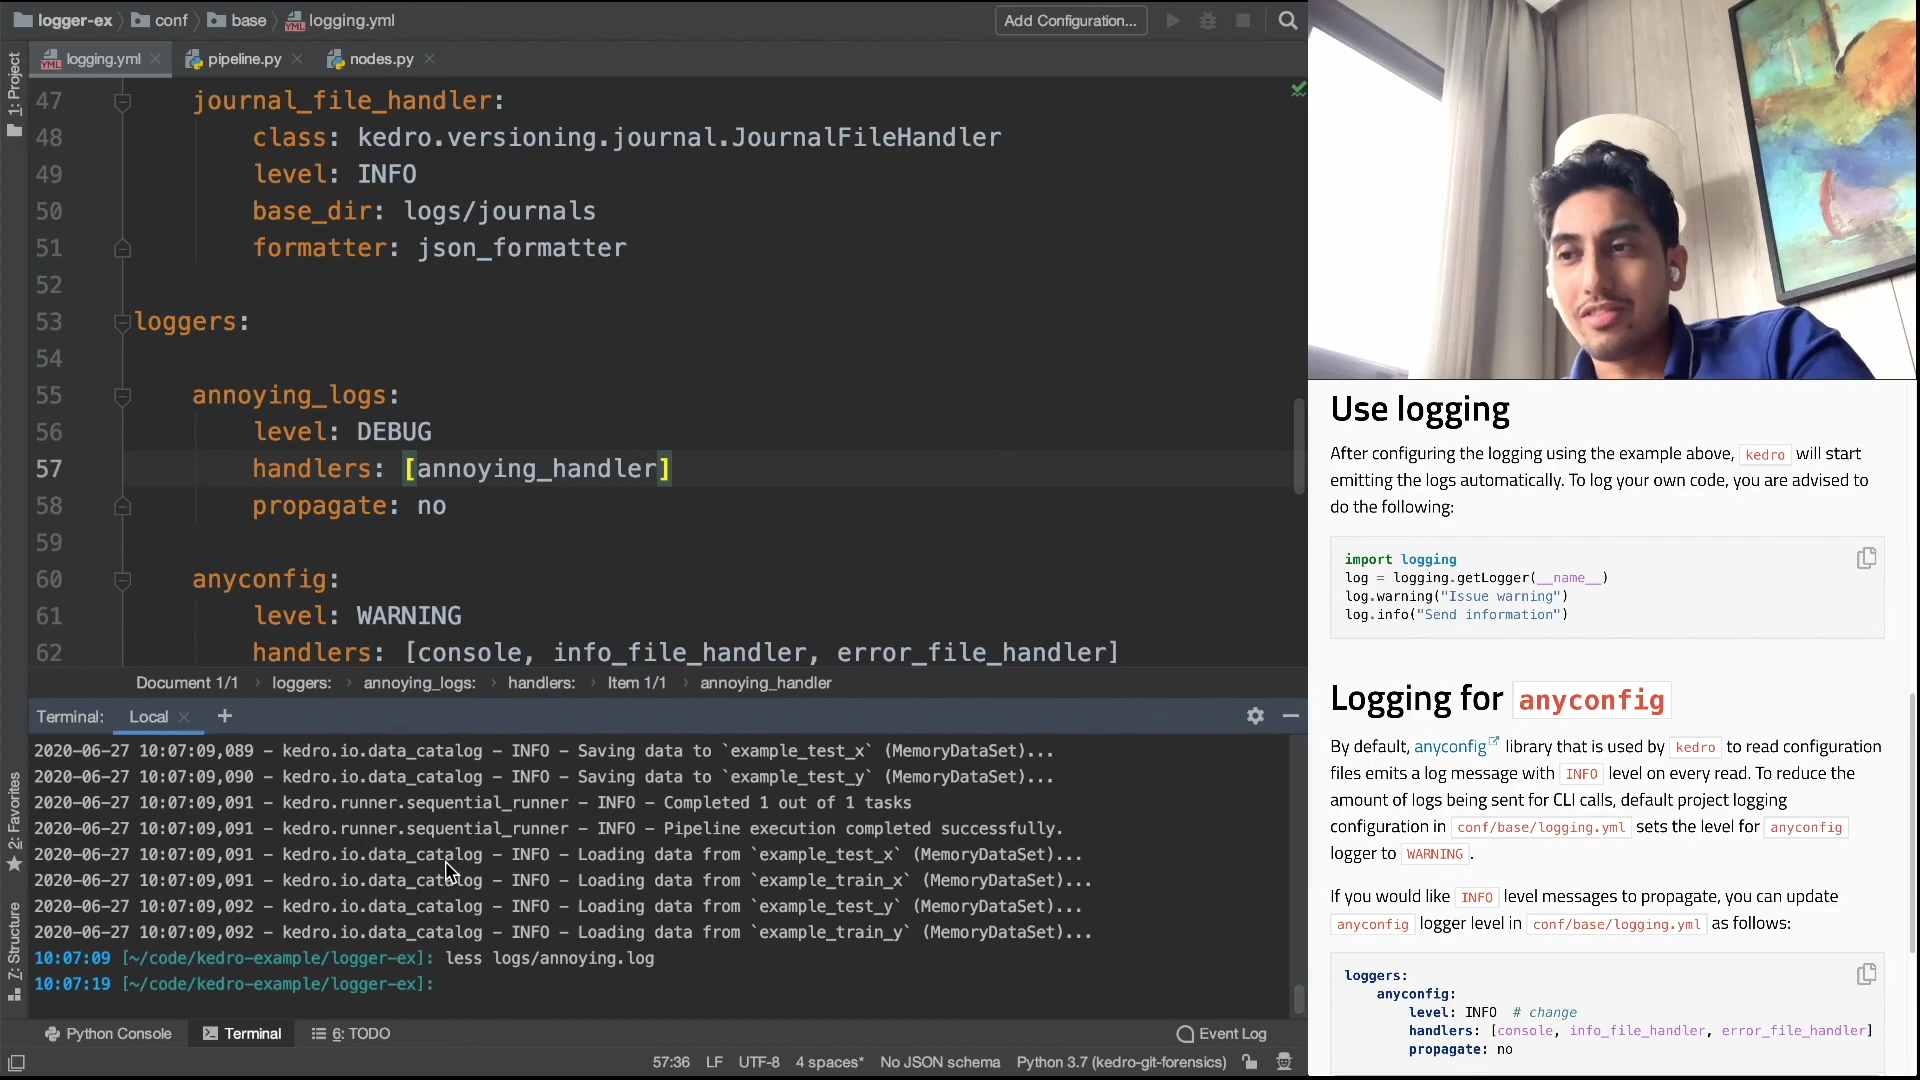 logger-ex conf base logging.yml
Add Configuration...
logging.yml pipeline.py nodes.py
1: Project
47 journal_file_handler:
48 class: kedro.versioning.journal.JournalFileHandler
49 level: INFO
50 base_dir: logs/journals
51 formatter: json_formatter
52
53 loggers:
54
55 annoying_logs:
56 level: DEBUG
57 handlers: [annoying_handler]
58 propagate: no
59
60 anyconfig:
61 level: WARNING
62 handlers: [console, info_file_handler, error_file_handler]
Document 1/1 loggers: annoying_logs: handlers: Item 1/1 annoying_handler
Terminal: Local
2020-06-27 10:07:09,089 - kedro.io.data_catalog - INFO - Saving data to `example_test_x` (MemoryDataSet)...
2020-06-27 10:07:09,090 - kedro.io.data_catalog - INFO - Saving data to `example_test_y` (MemoryDataSet)...
2020-06-27 10:07:09,091 - kedro.runner.sequential_runner - INFO - Completed 1 out of 1 tasks
2020-06-27 10:07:09,091 - kedro.runner.sequential_runner - INFO - Pipeline execution completed successfully.
2020-06-27 10:07:09,091 - kedro.io.data_catalog - INFO - Loading data from `example_test_x` (MemoryDataSet)...
2020-06-27 10:07:09,091 - kedro.io.data_catalog - INFO - Loading data from `example_train_x` (MemoryDataSet)...
2020-06-27 10:07:09,092 - kedro.io.data_catalog - INFO - Loading data from `example_test_y` (MemoryDataSet)...
2020-06-27 10:07:09,092 - kedro.io.data_catalog - INFO - Loading data from `example_train_y` (MemoryDataSet)...
10:07:09 [~/code/kedro-example/logger-ex]: less logs/annoying.log
10:07:19 [~/code/kedro-example/logger-ex]:
2: Favorites
7: Structure
Python Console Terminal 6: TODO Event Log
57:36 LF UTF-8 4 spaces* No JSON schema Python 3.7 (kedro-git-forensics)
Use logging
After configuring the logging using the example above, kedro will start
emitting the logs automatically. To log your own code, you are advised to
do the following:
import logging
log = logging.getLogger(__name__)
log.warning("Issue warning")
log.info("Send information")
Logging for anyconfig
By default, anyconfig library that is used by kedro to read configuration
files emits a log message with INFO level on every read. To reduce the
amount of logs being sent for CLI calls, default project logging
configuration in conf/base/logging.yml sets the level for anyconfig
logger to WARNING.
If you would like INFO level messages to propagate, you can update
anyconfig logger level in conf/base/logging.yml as follows:
loggers:
anyconfig:
level: INFO # change
handlers: [console, info_file_handler, error_file_handler]
propagate: no